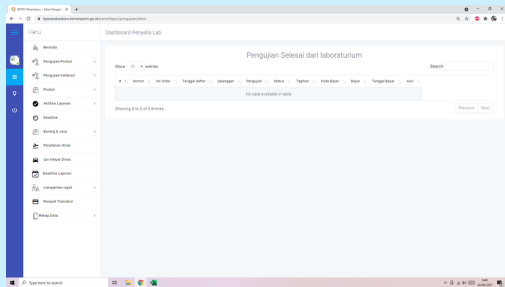 Menu
Dashboard Penyelia Lab
Beranda
Pengujian Produk
Pengujian Kalibrasi
Produk
Aktifitas Layanan
Deadline
Barang & Jasa
Perjalanan dinas
Izin Keluar Dinas
Deadline Laporan
manajemen rapat
Riwayat Transaksi
Rekap Data
Pengujian Selesai dari laboraturium
Show 10 entries
Search:
# Nomor No Order Tanggal daftar pelanggan Pengujian Status Tagihan Kode Bayar Bayar Tanggal Bayar Aksi
No data available in table
Showing 0 to 0 of 0 entries
Previous Next
Type here to search